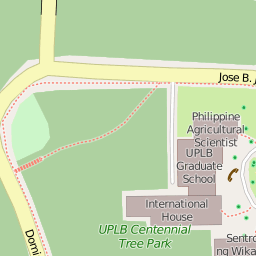 Jose B. J
Philippine
Agricultural
Scientist
UPLB
Graduate
School
International
House
UPLB Centennial
Tree Park
Domi
Sentro
ng Wika